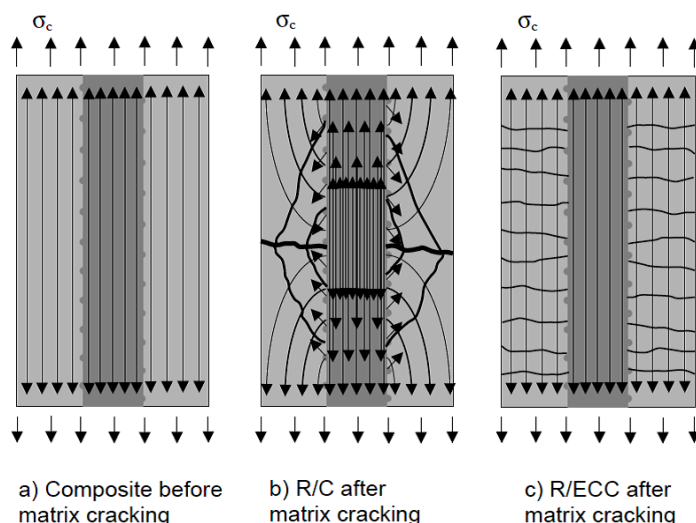 σc
σc
σc
a) Composite before
matrix cracking
b) R/C after
matrix cracking
c) R/ECC after
matrix cracking